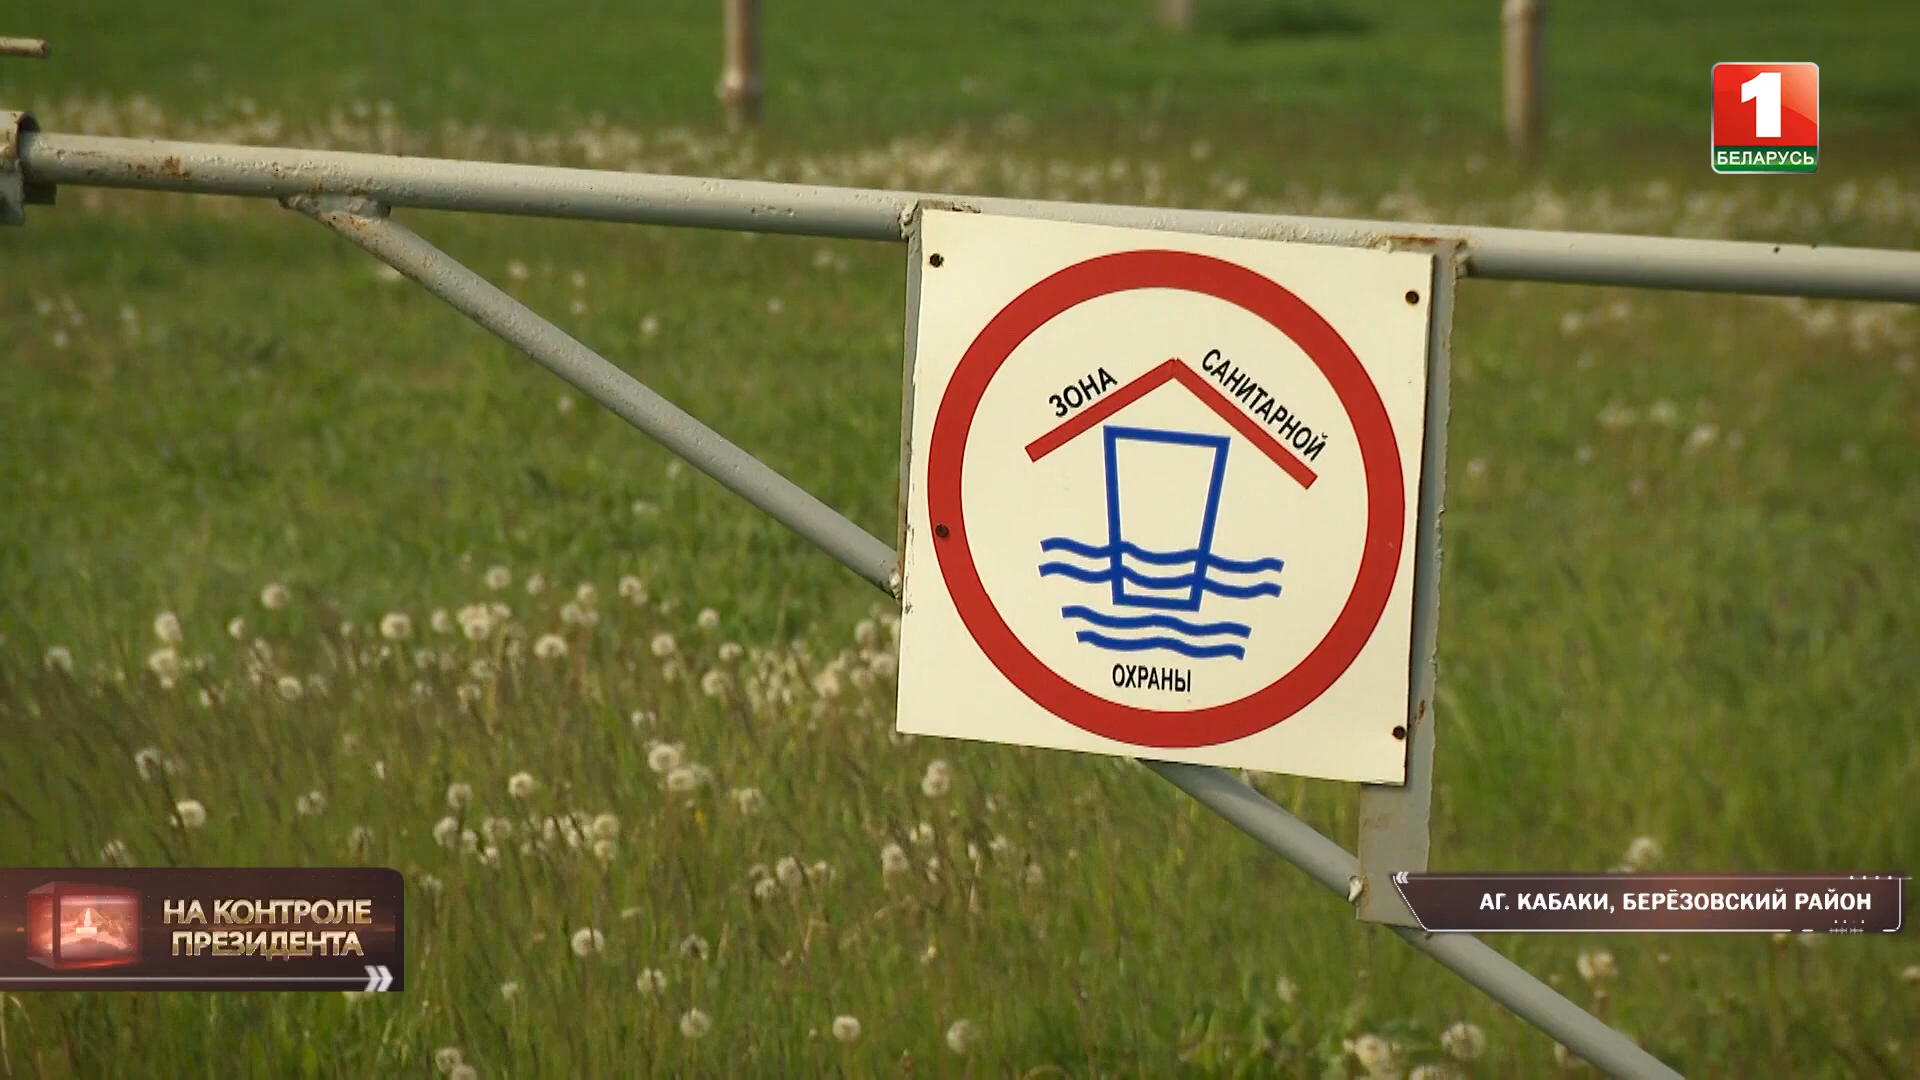 1
БЕЛАРУСЬ
ЗОНА
САНИТАРНОЙ
ОХРАНЫ
НА КОНТРОЛЕ
ПРЕЗИДЕНТА
АГ. КАБАКИ, БЕРЁЗОВСКИЙ РАЙОН